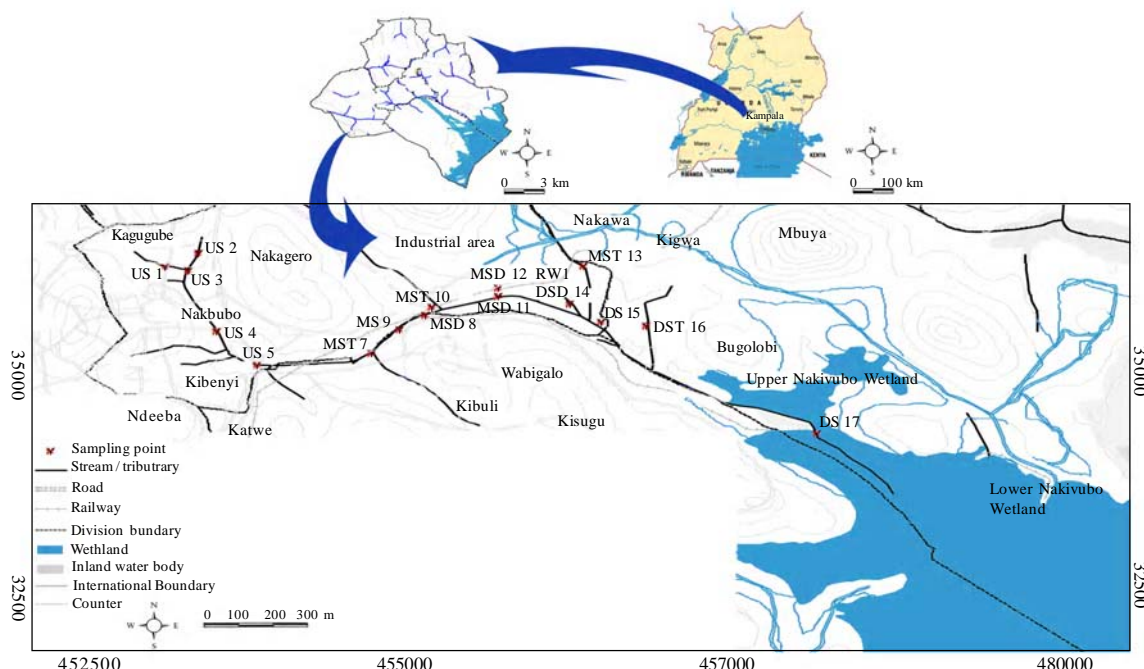 Kampala
KENYA
RWANDA
TANZANIA
N
W E
S
0 3 km
N
W E
S
0 100 km
Kagugube
US 2
US 1
US 3
Nakagero
Industrial area
Nakawa
Kigwa
Mbuya
MST 13
MSD 12
RW1
MST 10
DSD 14
MSD 11
DS 15
DST 16
Nakbubo
US 4
MS 9
MSD 8
MST 7
US 5
Kibenyi
Wabigalo
Bugolobi
Upper Nakivubo Wetland
Ndeeba
Katwe
Kibuli
Kisugu
DS 17
Lower Nakivubo
Wetland
Sampling point
Stream / tributrary
Road
Railway
Division bundary
Wethland
Inland water body
International Boundary
Counter
N
W E
S
0 100 200 300 m
35000
32500
35000
32500
452500 455000 457000 480000